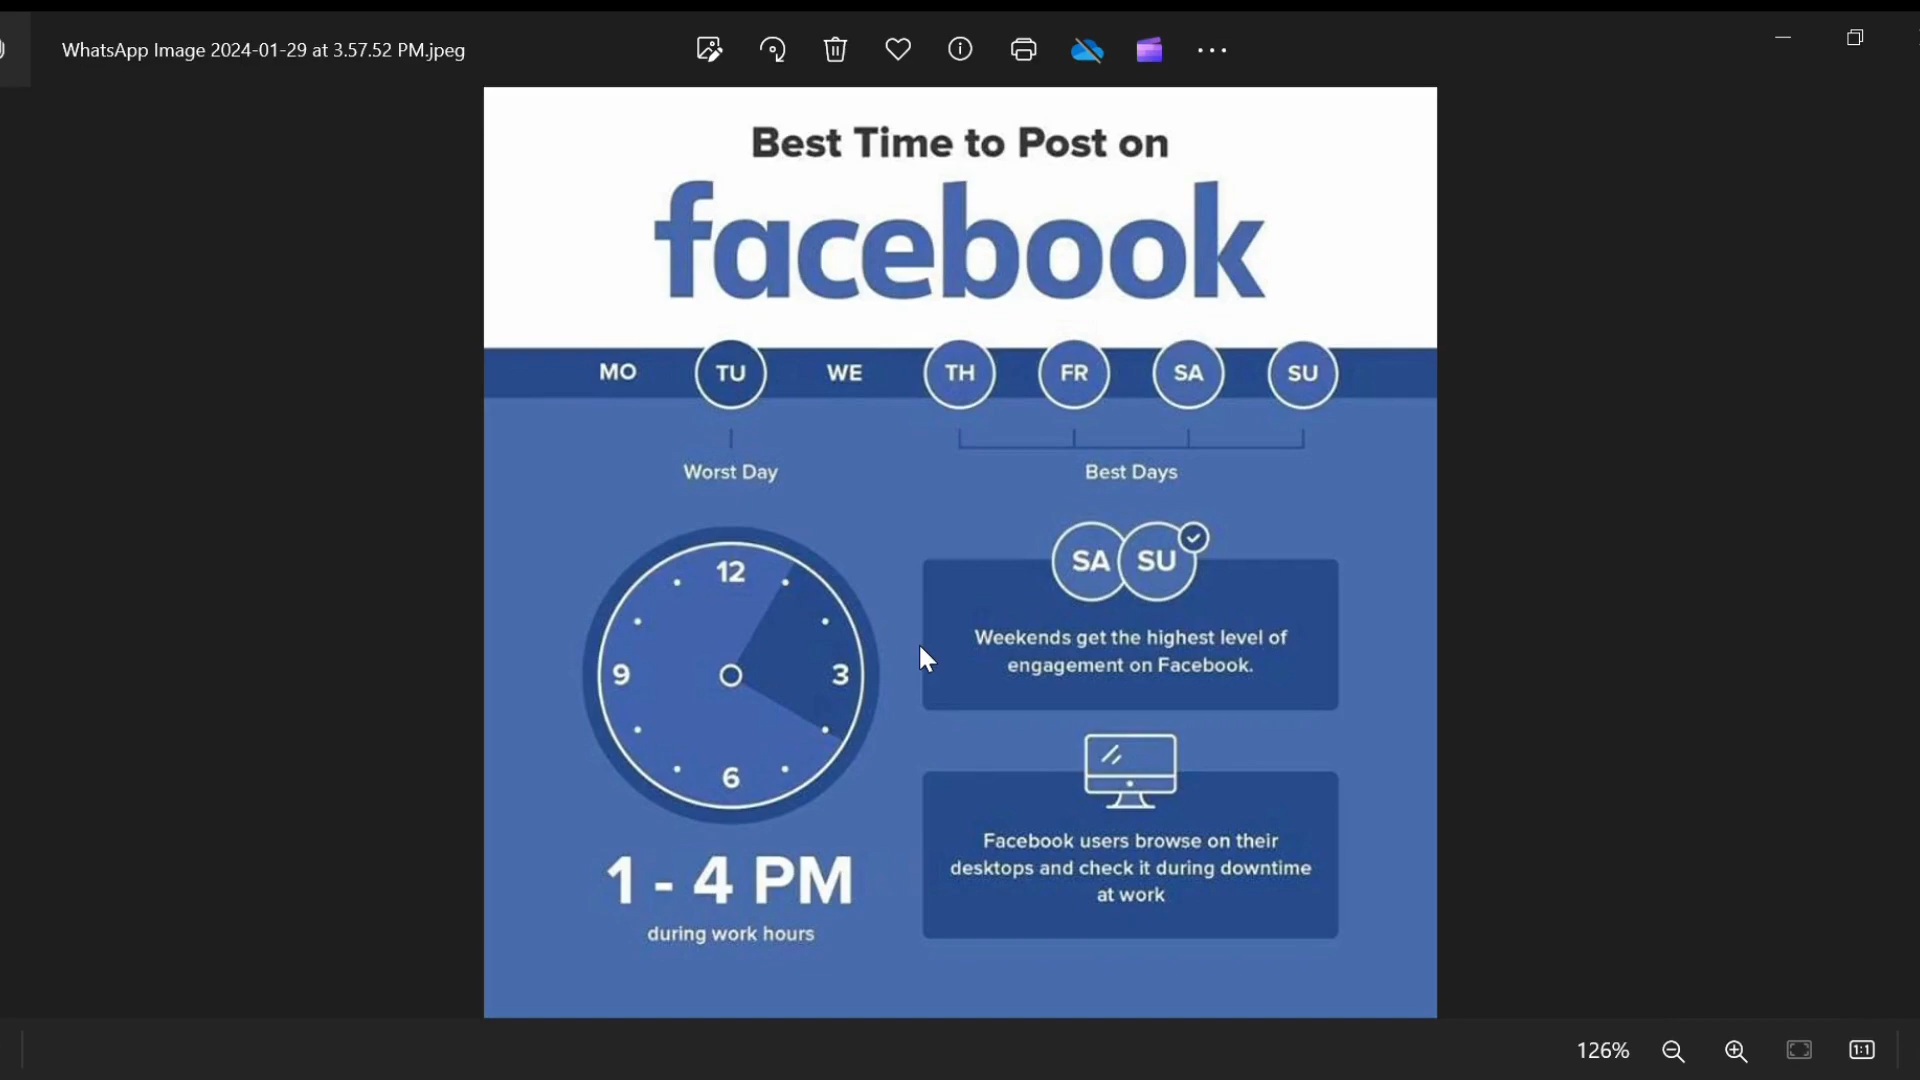 WhatsApp Image 2024-01-29 at 3.57.52 PM.jpeg
Best Time to Post on
facebook
MO TU WE TH FR SA SU
Worst Day
Best Days
12
3
6
9
1 - 4 PM
during work hours
SA SU
Weekends get the highest level of
engagement on Facebook.
Facebook users browse on their
desktops and check it during downtime
at work
126%
1:1